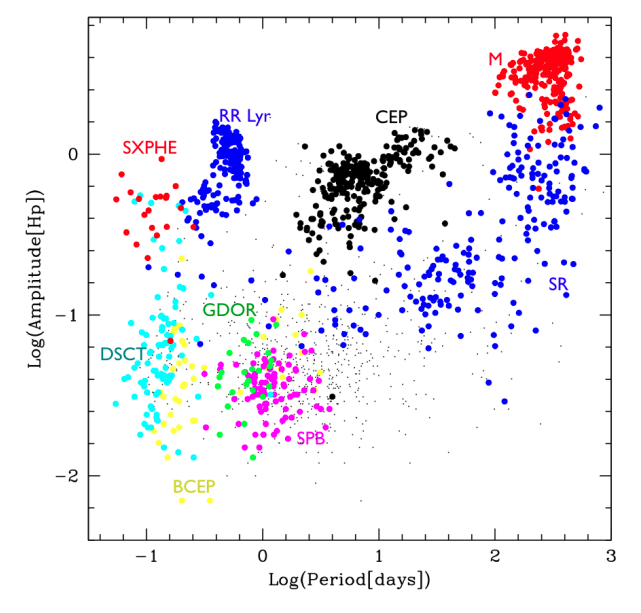 M
RR Lyr
CEP
SXPHE
0
Log(Amplitude[Hp])
SR
-1
GDOR
DSCT
SPB
-2
BCEP
-1 0 1 2 3
Log(Period[days])